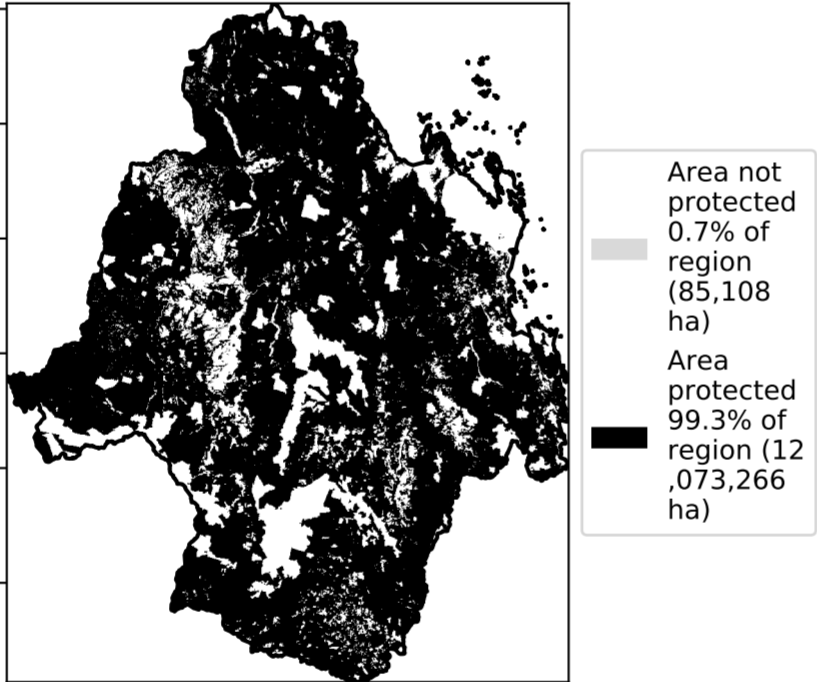 Area not
protected
0.7% of
region
(85,108
ha)
Area
protected
99.3% of
region (12
,073,266
ha)